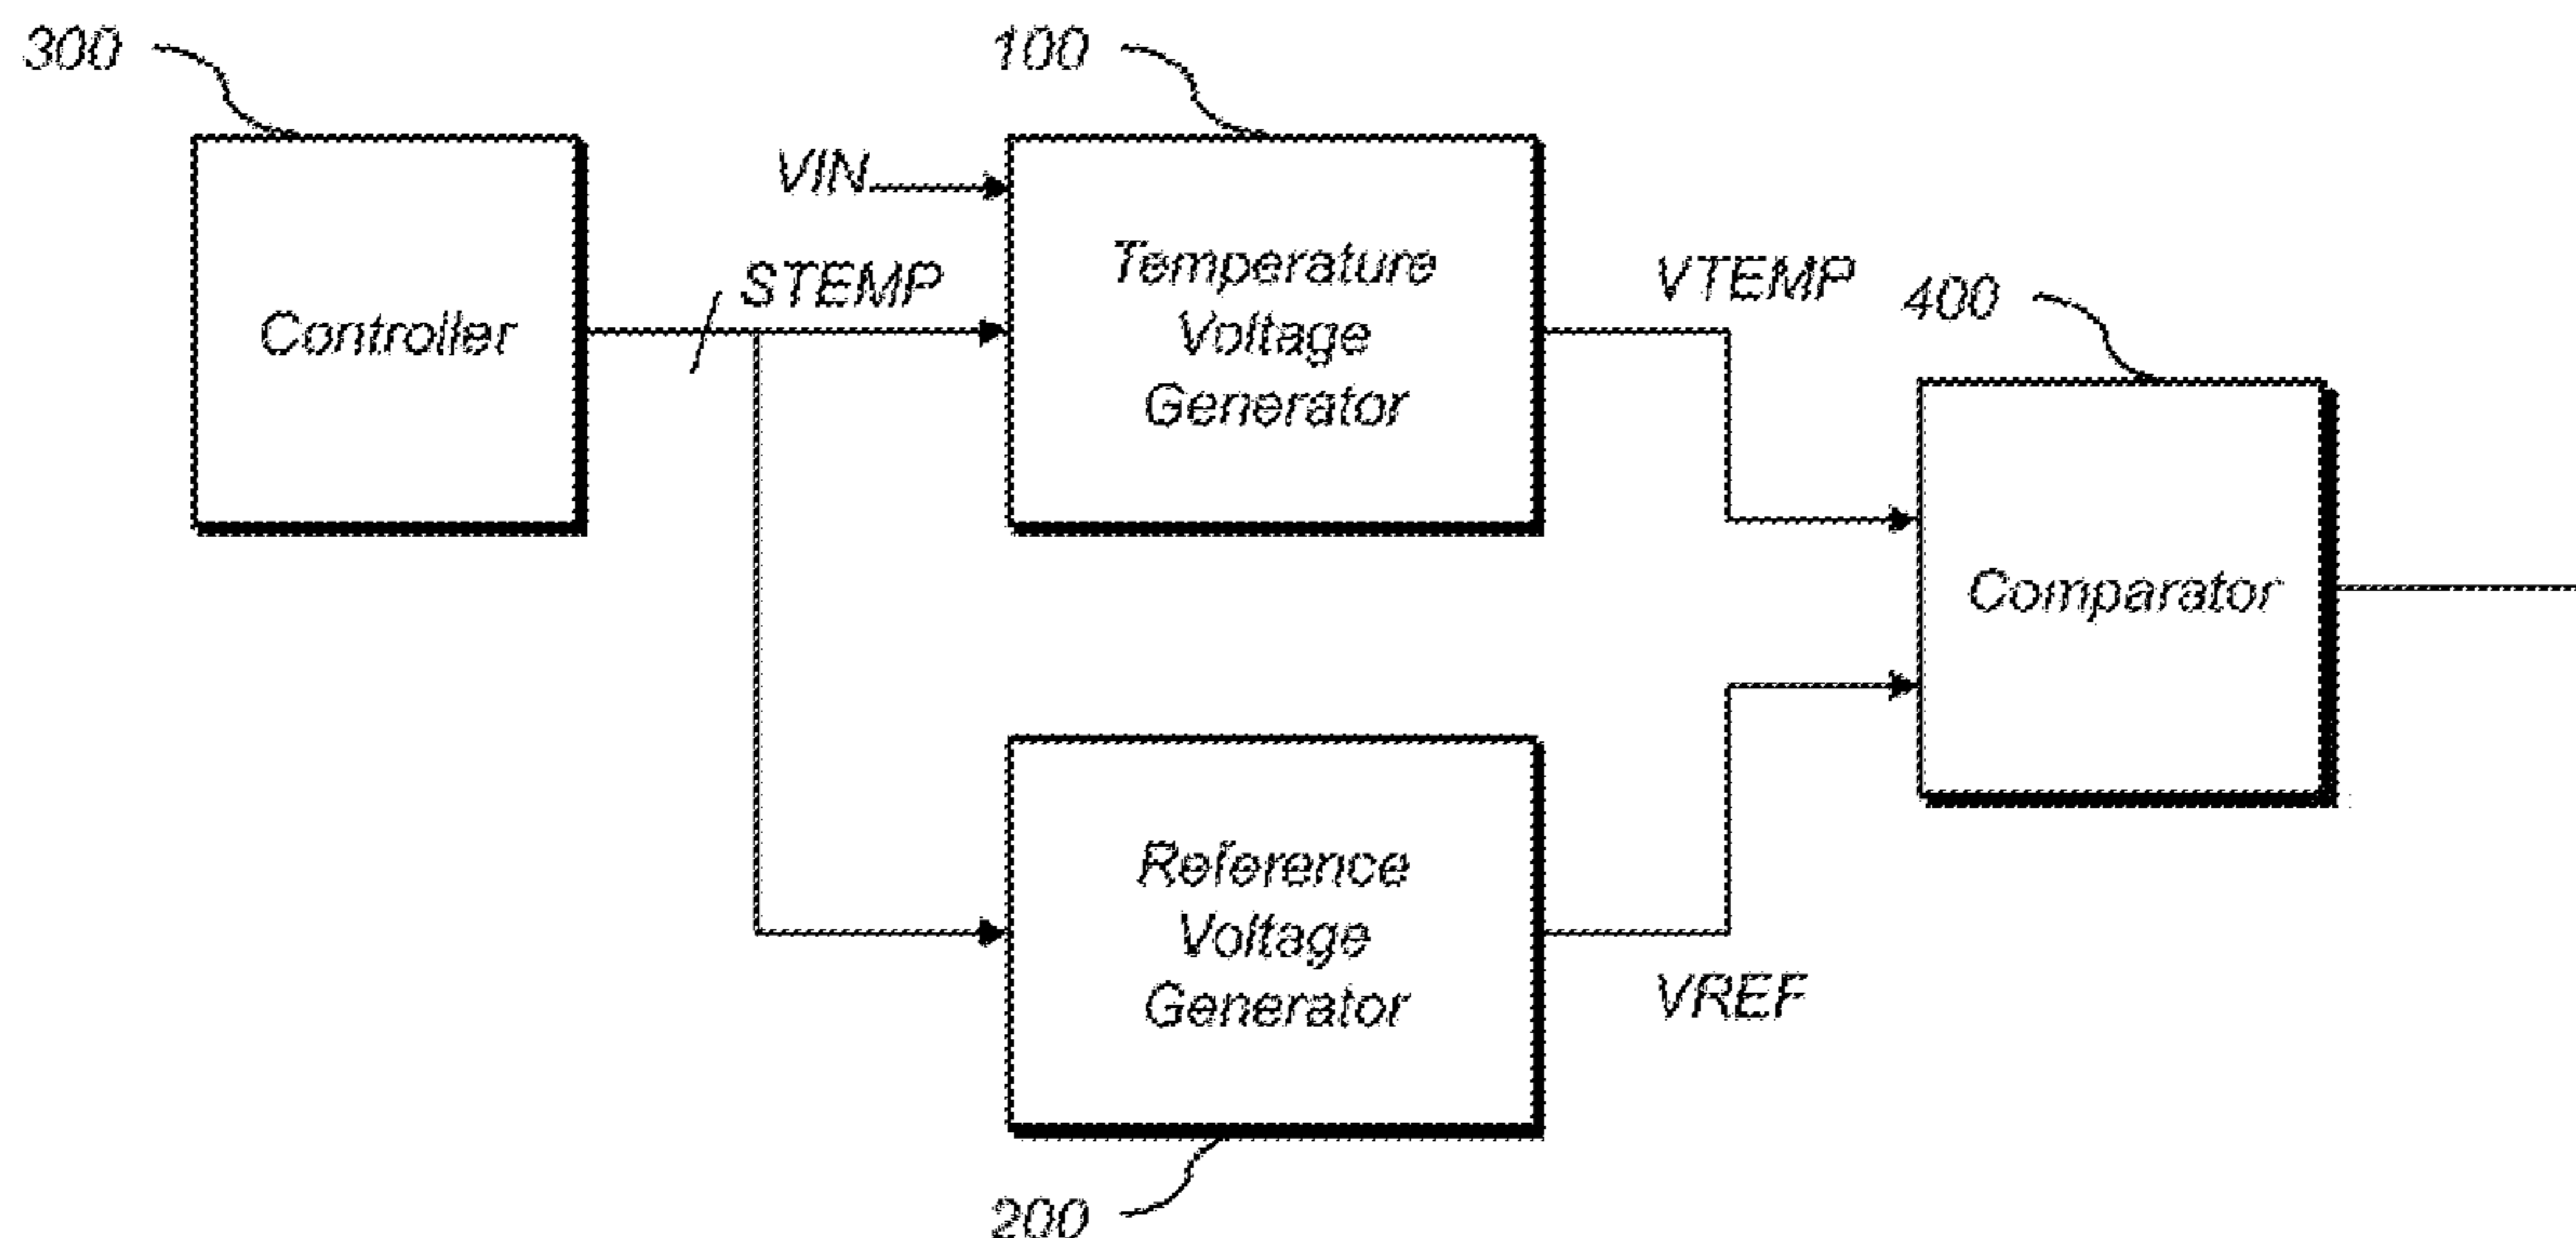 300
100
VIN
Controller
STEMP
Temperature
Voltage
Generator
VTEMP
400
Comparator
Reference
Voltage
Generator
VREF
200